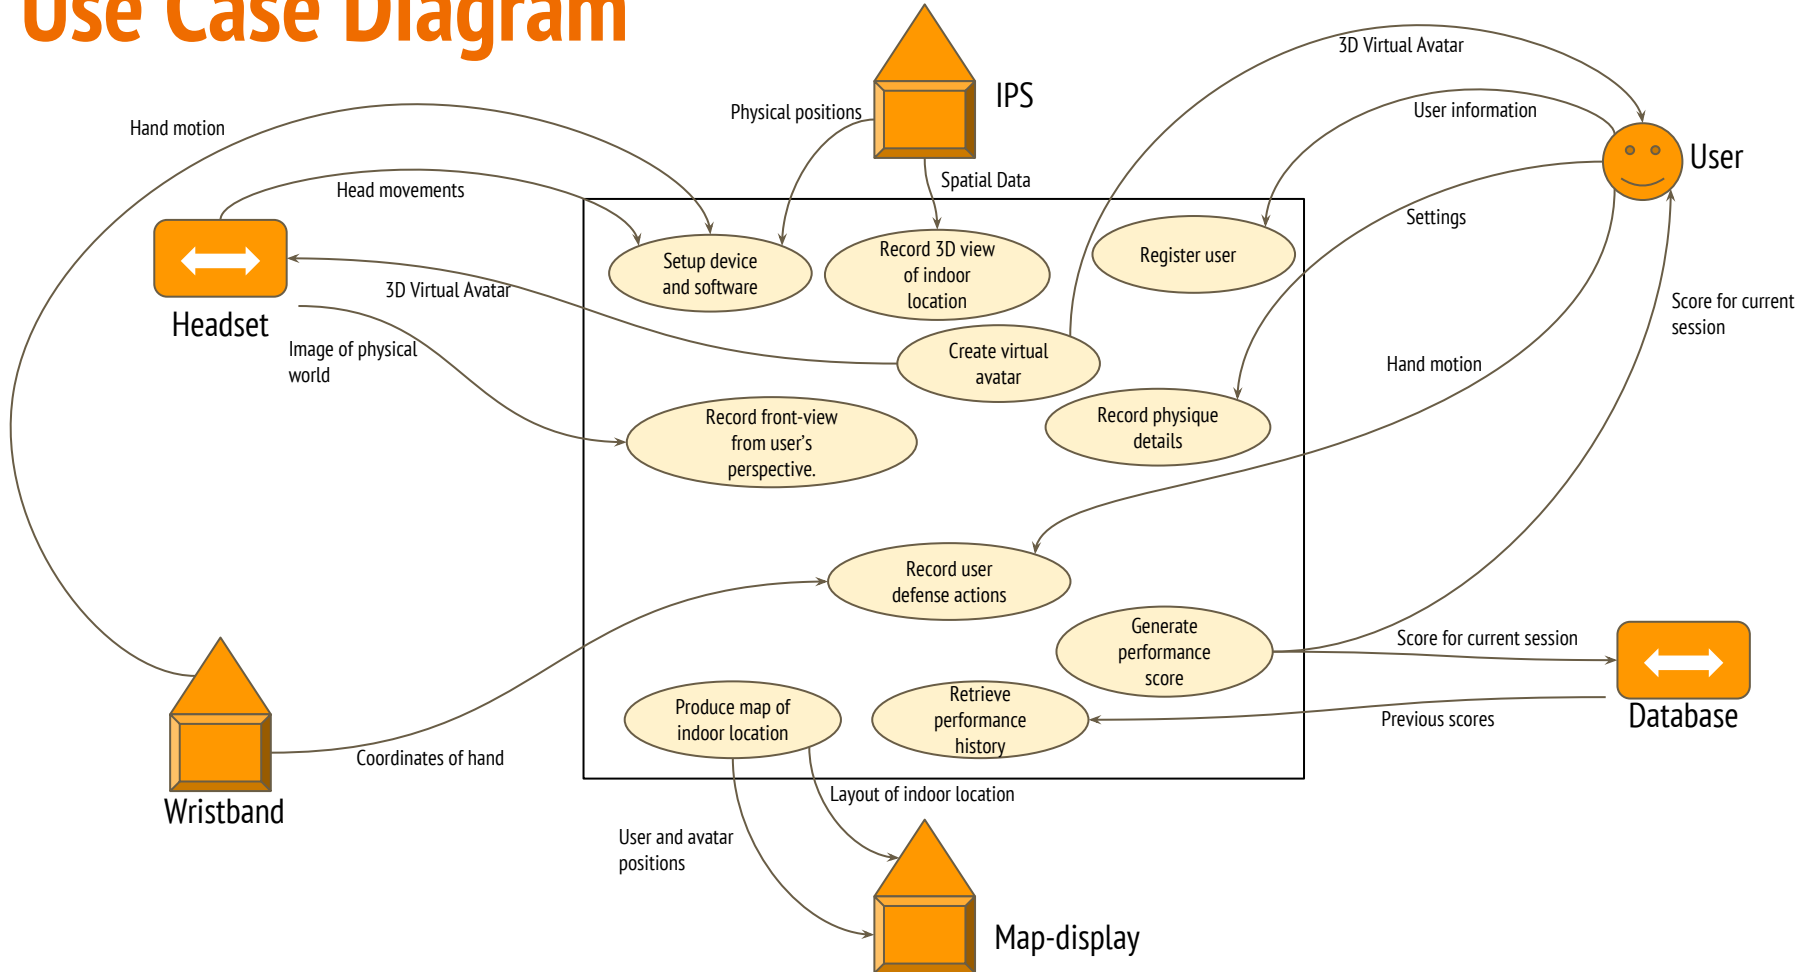 Use Case Diagram
3D Virtual Avatar
IPS
Physical positions
User information
Hand motion
User
Spatial Data
Head movements
Settings
Register user
Record 3D view
of indoor
location
Setup device
and software
3D Virtual Avatar
Headset
Score for current
session
Image of physical
world
Create virtual
avatar
Hand motion
Record physique
details
Record front-view
from user’s
perspective.
Record user
defense actions
Generate
performance
score
Score for current session
Produce map of
indoor location
Retrieve
performance
history
Previous scores
Database
Coordinates of hand
Wristband
Layout of indoor location
User and avatar
positions
Map-display